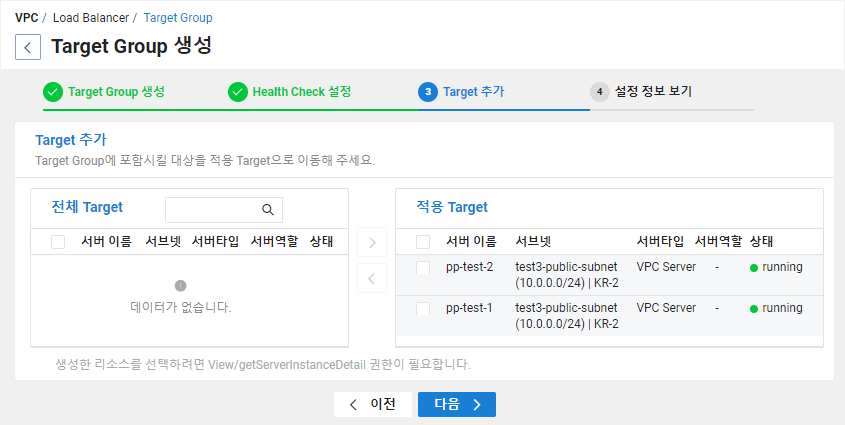 VPC / Load Balancer / Target Group
Target Group 생성
Target Group 생성 Health Check 설정 3 Target 추가 4 설정 정보 보기
Target 추가
Target Group에 포함시킬 대상을 적용 Target으로 이동해 주세요.
전체 Target
서버 이름 서브넷 서버타입 서버역할 상태
데이터가 없습니다.
적용 Target
서버 이름 서브넷 서버타입 서버역할 상태
pp-test-2 test3-public-subnet VPC Server - running
(10.0.0.0/24) | KR-2
pp-test-1 test3-public-subnet VPC Server - running
(10.0.0.0/24) | KR-2
생성한 리소스를 선택하려면 View/getServerInstanceDetail 권한이 필요합니다.
이전 다음